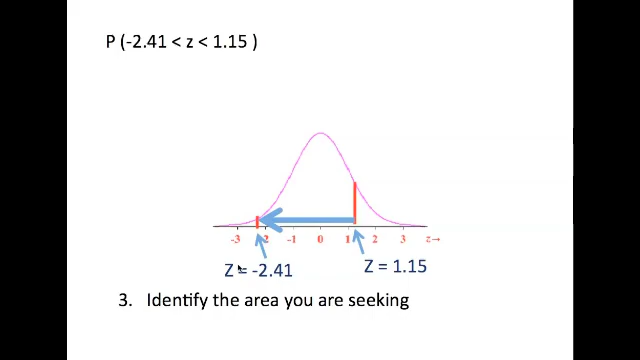 P (-2.41 < z < 1.15 )
-3 -2 -1 0 1 2 3 z→
Z = -2.41
Z = 1.15
3. Identify the area you are seeking